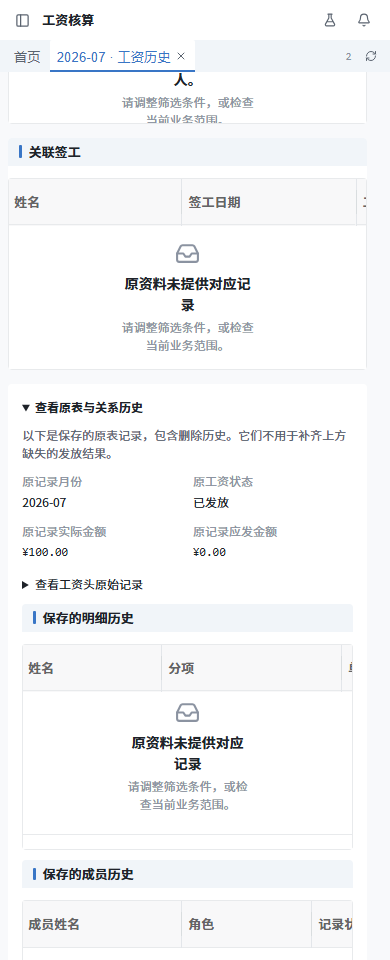 工资核算
首页
2026-07 · 工资历史 ×
2
人。
请调整筛选条件，或检查
当前业务范围。
关联签工
姓名
签工日期
原资料未提供对应记
录
请调整筛选条件，或检查
当前业务范围。
查看原表与关系历史
以下是保存的原表记录，包含删除历史。它们不用于补齐上方
缺失的发放结果。
原记录月份
原工资状态
2026-07
已发放
原记录实际金额
原记录应发金额
¥100.00
¥0.00
查看工资头原始记录
保存的明细历史
姓名
分项
原资料未提供对应
记录
请调整筛选条件，或检
查当前业务范围。
保存的成员历史
成员姓名
角色
记录状